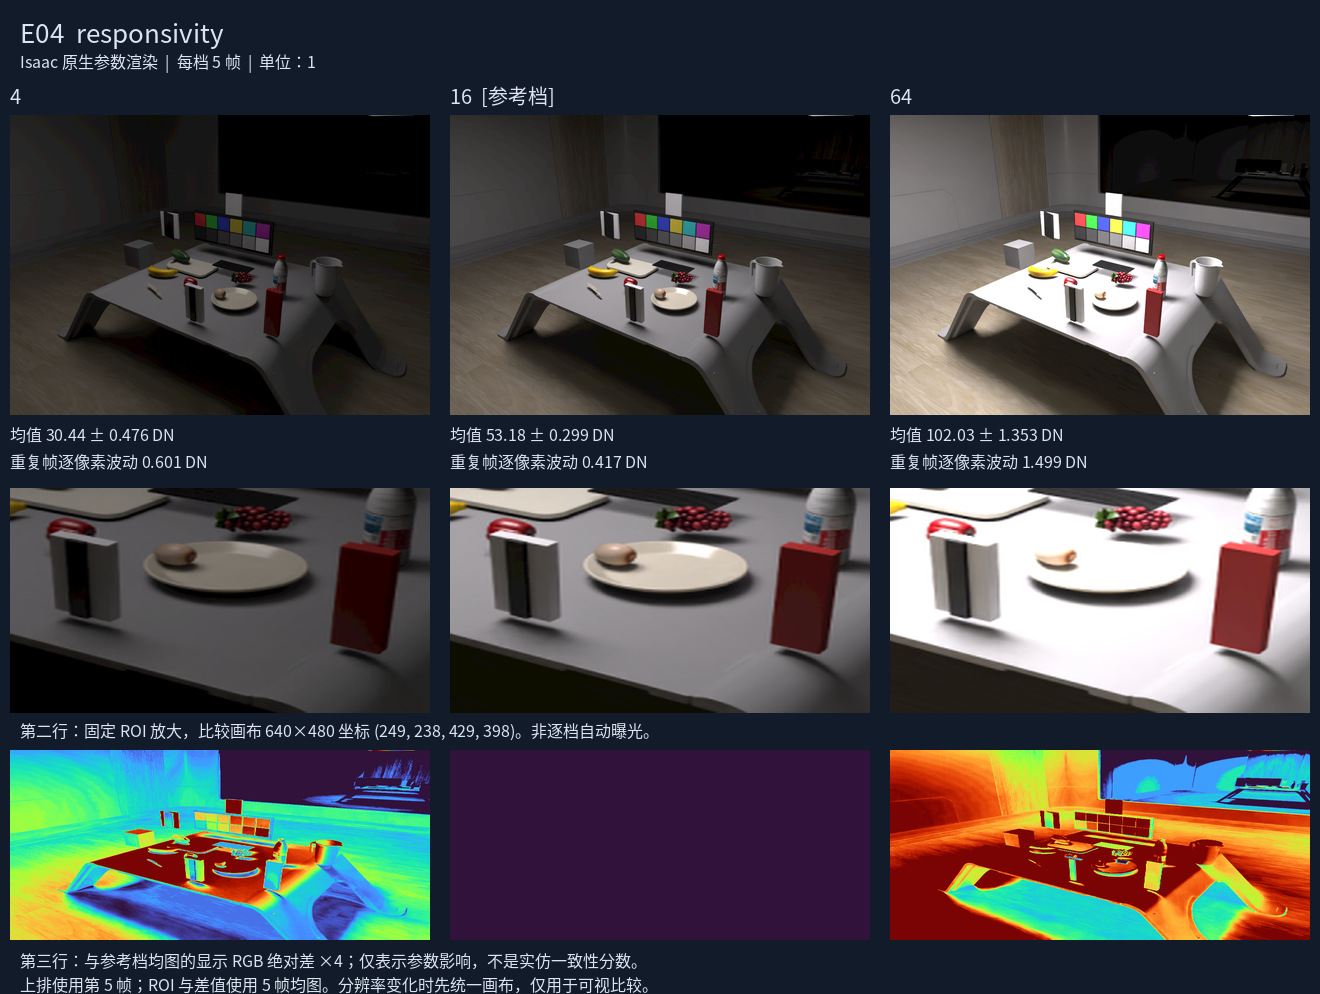 E04 responsivity
Isaac 原生参数渲染 | 每档 5 帧 | 单位：1
4
16 [参考档]
64
均值 30.44 ± 0.476 DN
重复帧逐像素波动 0.601 DN
均值 53.18 ± 0.299 DN
重复帧逐像素波动 0.417 DN
均值 102.03 ± 1.353 DN
重复帧逐像素波动 1.499 DN
第二行：固定 ROI 放大，比较画布 640×480 坐标 (249, 238, 429, 398)。非逐档自动曝光。
第三行：与参考档均图的显示 RGB 绝对差 ×4；仅表示参数影响，不是实仿一致性分数。
上排使用第 5 帧；ROI 与差值使用 5 帧均图。分辨率变化时先统一画布，仅用于可视比较。